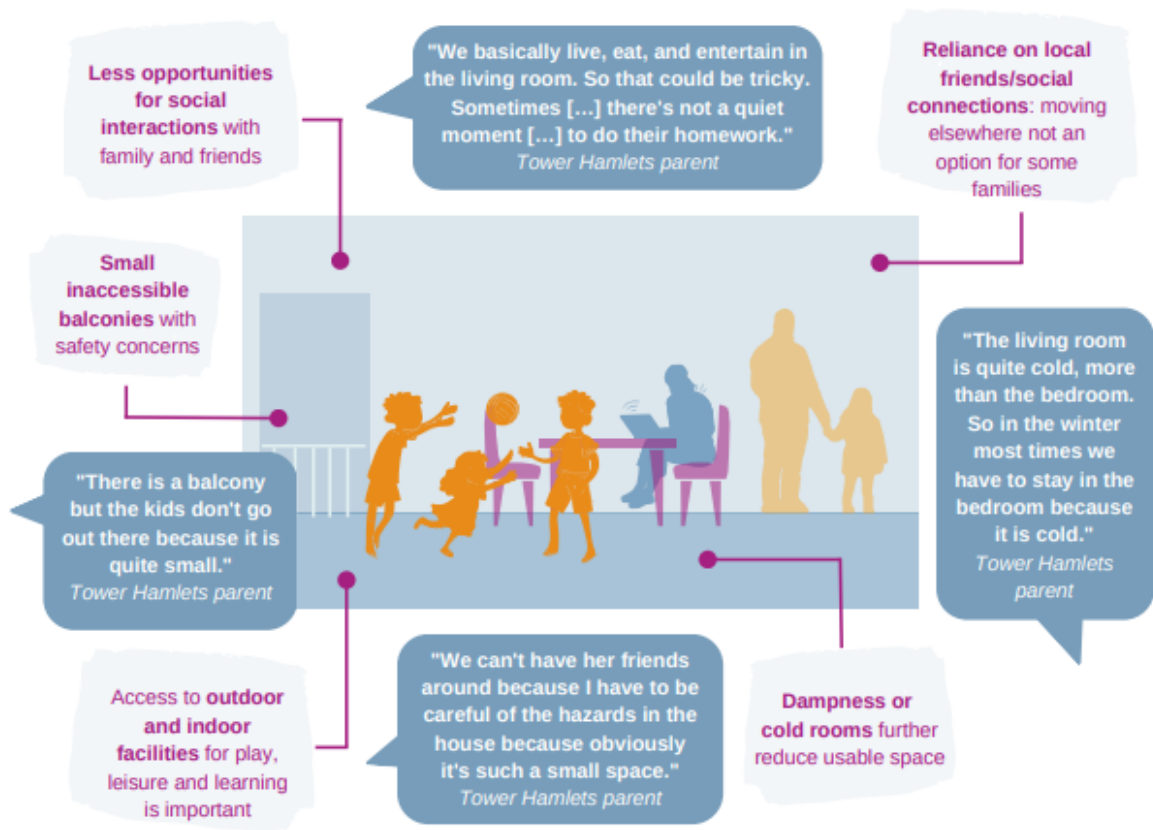 Less opportunities
for social
interactions with
family and friends
"We basically live, eat, and entertain in
the living room. So that could be tricky.
Sometimes [...] there's not a quiet
moment [...] to do their homework."
Tower Hamlets parent
Reliance on local
friends/social
connections: moving
elsewhere not an
option for some
families
Small
inaccessible
balconies with
safety concerns
"The living room
is quite cold, more
than the bedroom.
So in the winter
most times we
have to stay in the
bedroom because
it is cold."
Tower Hamlets
parent
"There is a balcony
but the kids don't go
out there because it is
quite small."
Tower Hamlets parent
Access to outdoor
and indoor
facilities for play,
leisure and learning
is important
"We can't have her friends
around because I have to be
careful of the hazards in the
house because obviously
it's such a small space."
Tower Hamlets parent
Dampness or
cold rooms further
reduce usable space